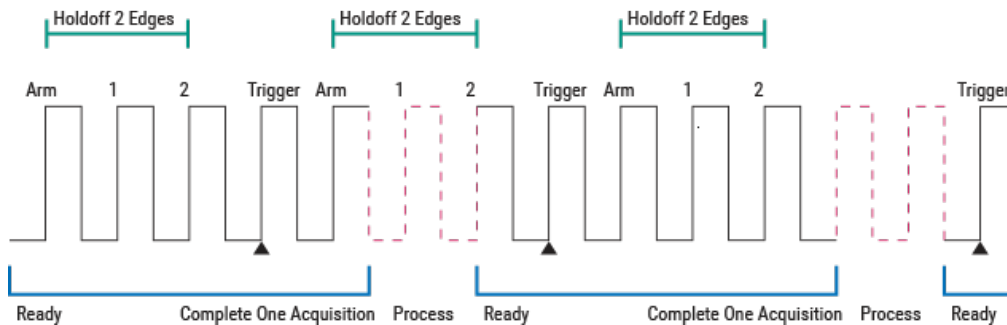 Holdoff 2 Edges Holdoff 2 Edges Holdoff 2 Edges
Arm 1 2 Trigger Arm 1 2 Trigger Arm 1 2 Trigger
Ready Complete One Acquisition Process Ready Complete One Acquisition Process Ready